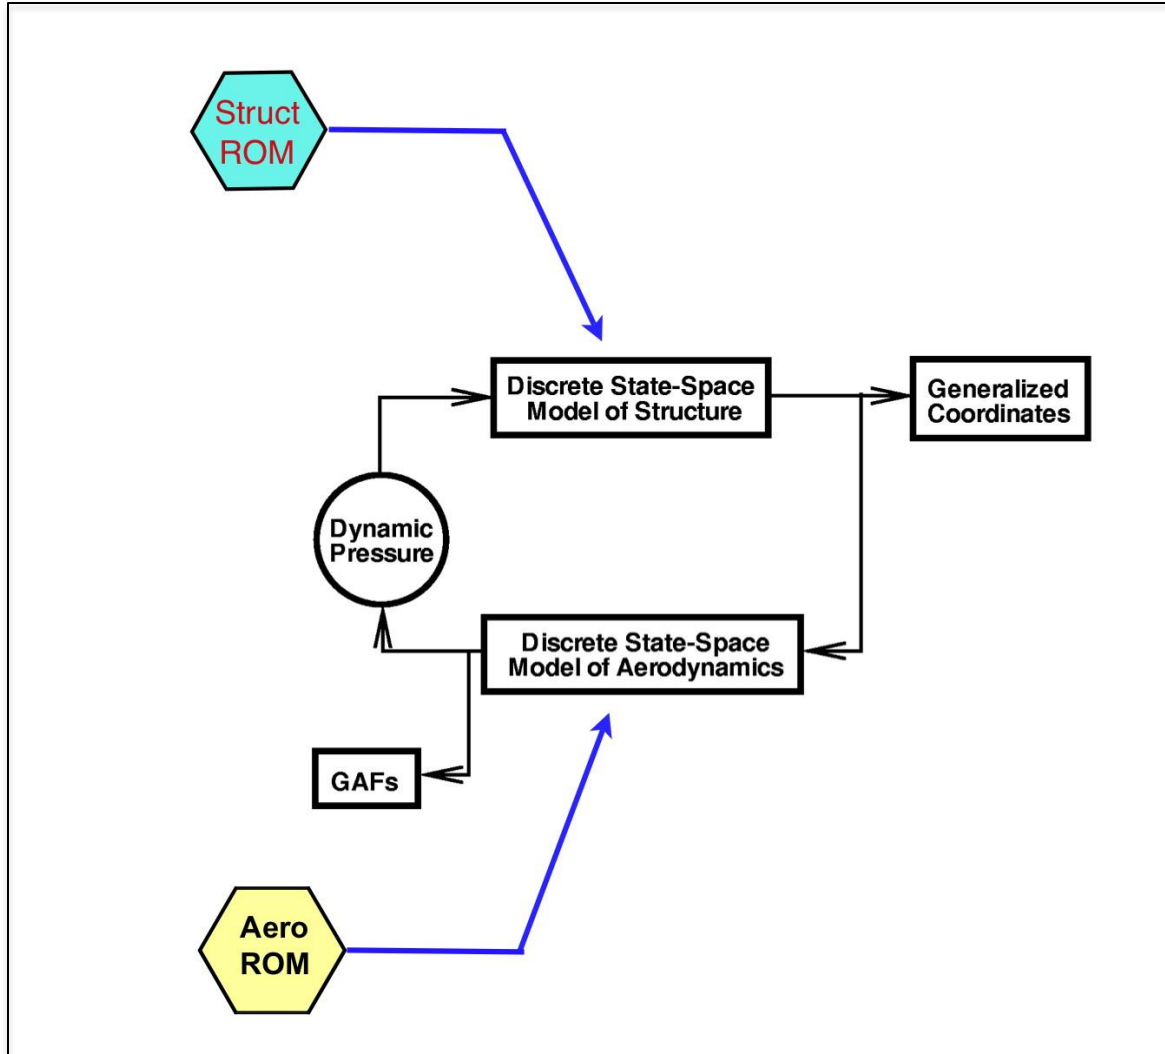 Struct
ROM
Discrete State-Space
Model of Structure
Generalized
Coordinates
Dynamic
Pressure
Discrete State-Space
Model of Aerodynamics
GAFs
Aero
ROM